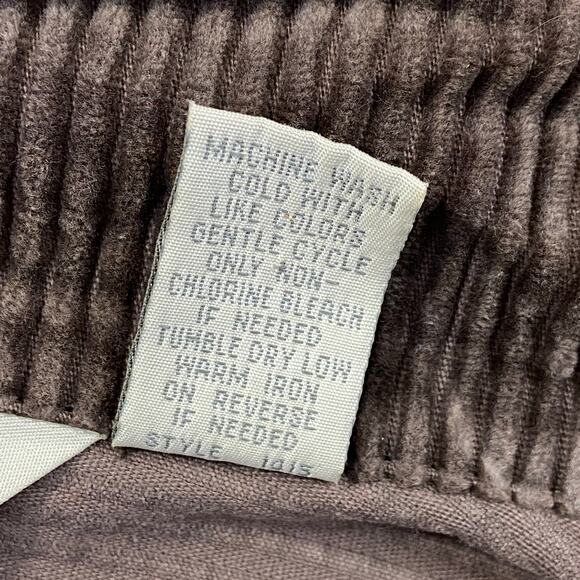 MACHINE WASH
COLD WITH
LIKE COLORS
GENTLE CYCLE
ONLY NON-
CHLORINE BLEACH
IF NEEDED
TUMBLE DRY LOW
WARM IRON
ON REVERSE
IF NEEDED
STYLE 1915